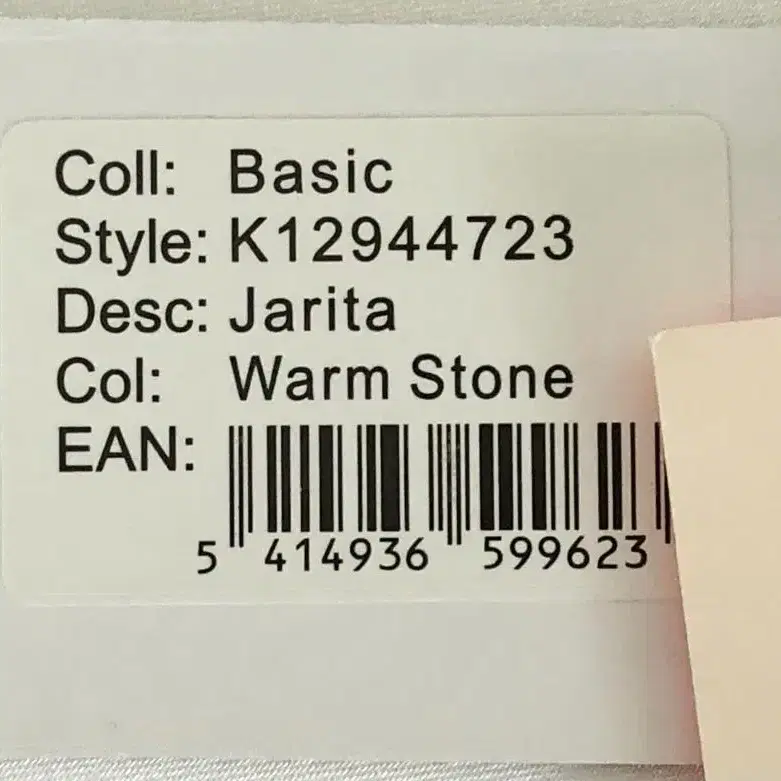 Coll: Basic
Style: K12944723
Desc: Jarita
Col: Warm Stone
EAN:
5 414936 599623